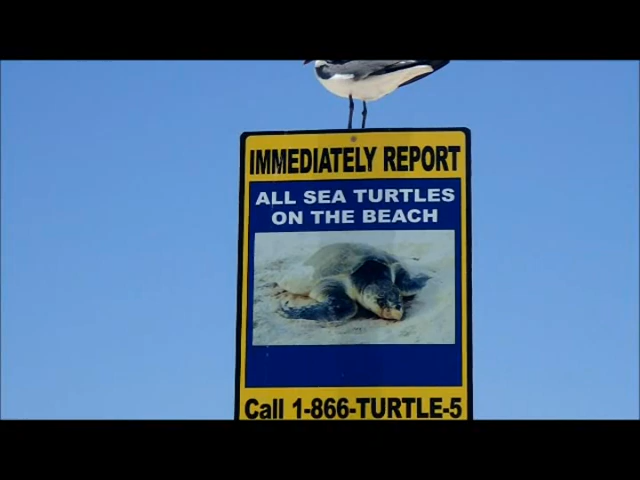 IMMEDIATELY REPORT
ALL SEA TURTLES
ON THE BEACH
Call 1-866-TURTLE-5